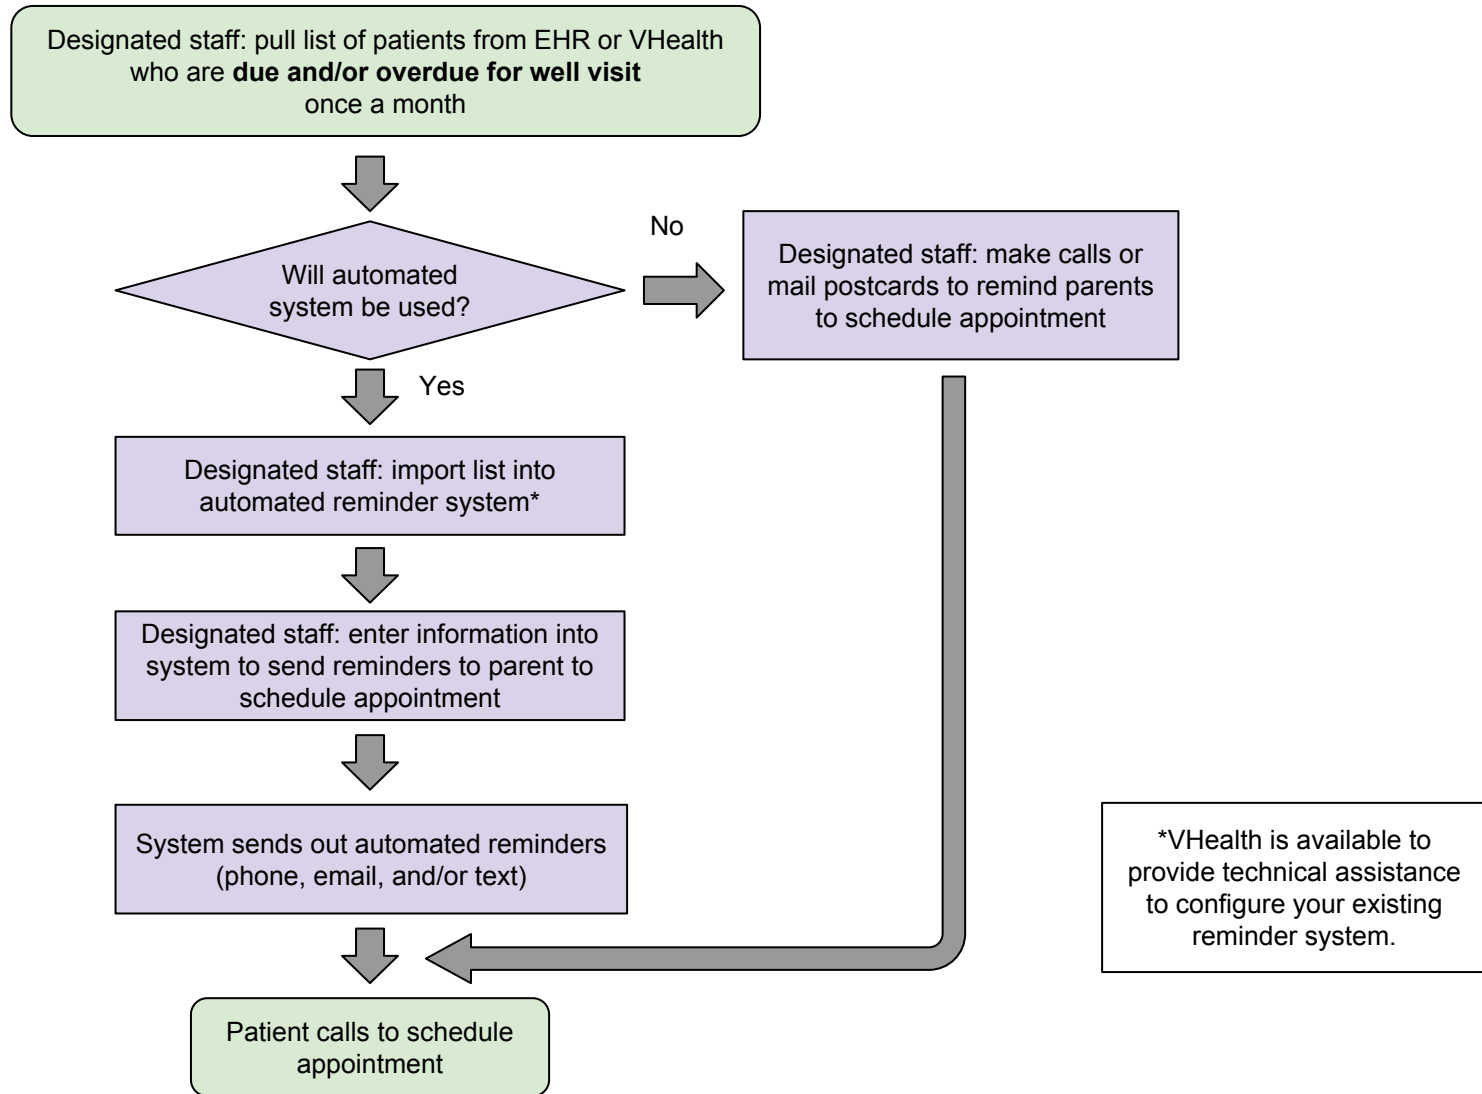 Designated staff: pull list of patients from EHR or VHealth
who are due and/or overdue for well visit
once a month
Will automated
system be used?
No
Designated staff: make calls or
mail postcards to remind parents
to schedule appointment
Yes
Designated staff: import list into
automated reminder system*
Designated staff: enter information into
system to send reminders to parent to
schedule appointment
System sends out automated reminders
(phone, email, and/or text)
*VHealth is available to
provide technical assistance
to configure your existing
reminder system.
Patient calls to schedule
appointment